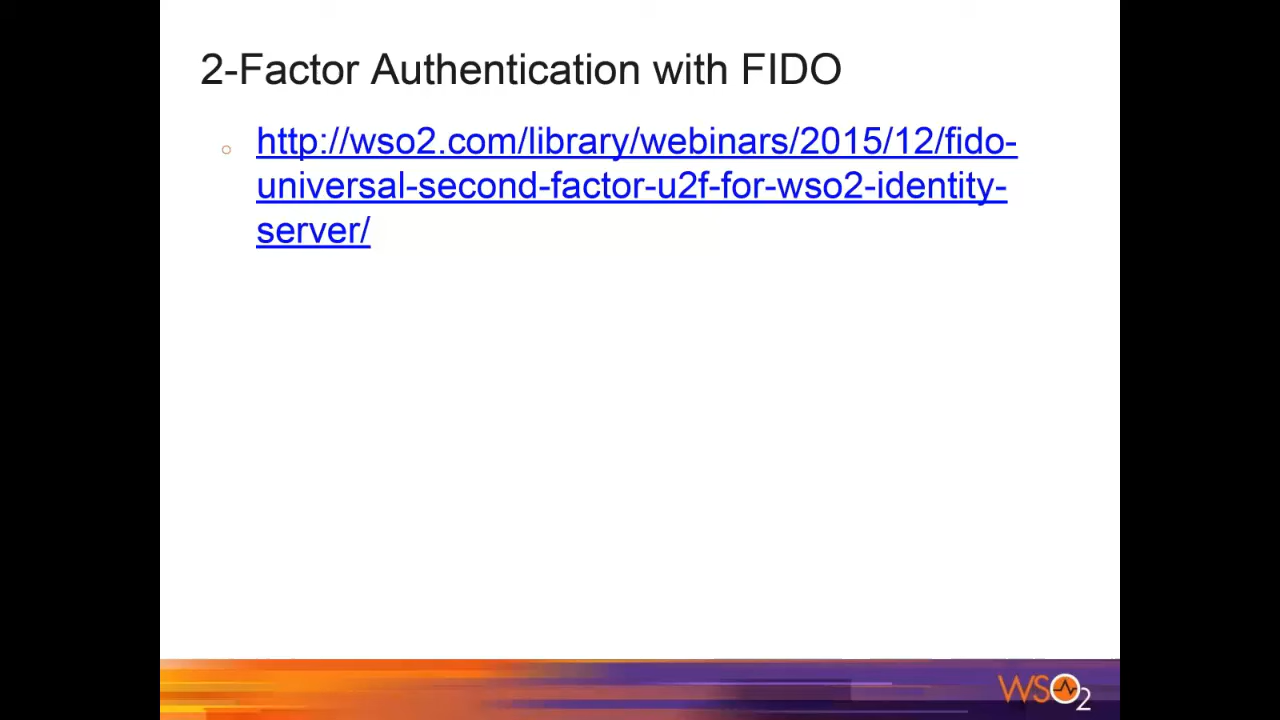 2-Factor Authentication with FIDO
http://wso2.com/library/webinars/2015/12/fido-
universal-second-factor-u2f-for-wso2-identity-
server/
WSO2